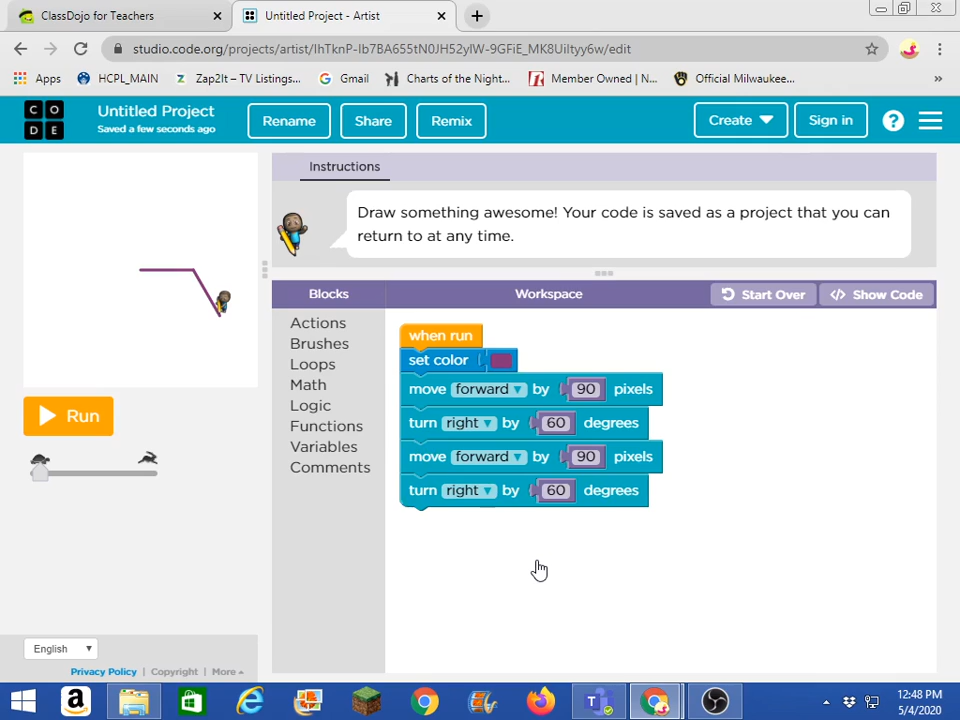 ClassDojo for Teachers
Untitled Project - Artist
studio.code.org/projects/artist/IhTknP-Ib7BA655tN0JH52yIW-9GFiE_MK8Uiltyy6w/edit
Apps
HCPL_MAIN
Zap2It – TV Listings...
Gmail
Charts of the Night...
Member Owned | N...
Official Milwaukee...
»
C O
D E
Untitled Project
Saved a few seconds ago
Rename
Share
Remix
Create
Sign in
?
Instructions
Draw something awesome! Your code is saved as a project that you can
return to at any time.
Blocks
Workspace
Start Over
</> Show Code
Actions
Brushes
Loops
Math
Logic
Functions
Variables
Comments
when run
set color
move forward by 90 pixels
turn right by 60 degrees
move forward by 90 pixels
turn right by 60 degrees
Run
English
Privacy Policy | Copyright | More
12:48 PM
5/4/2020